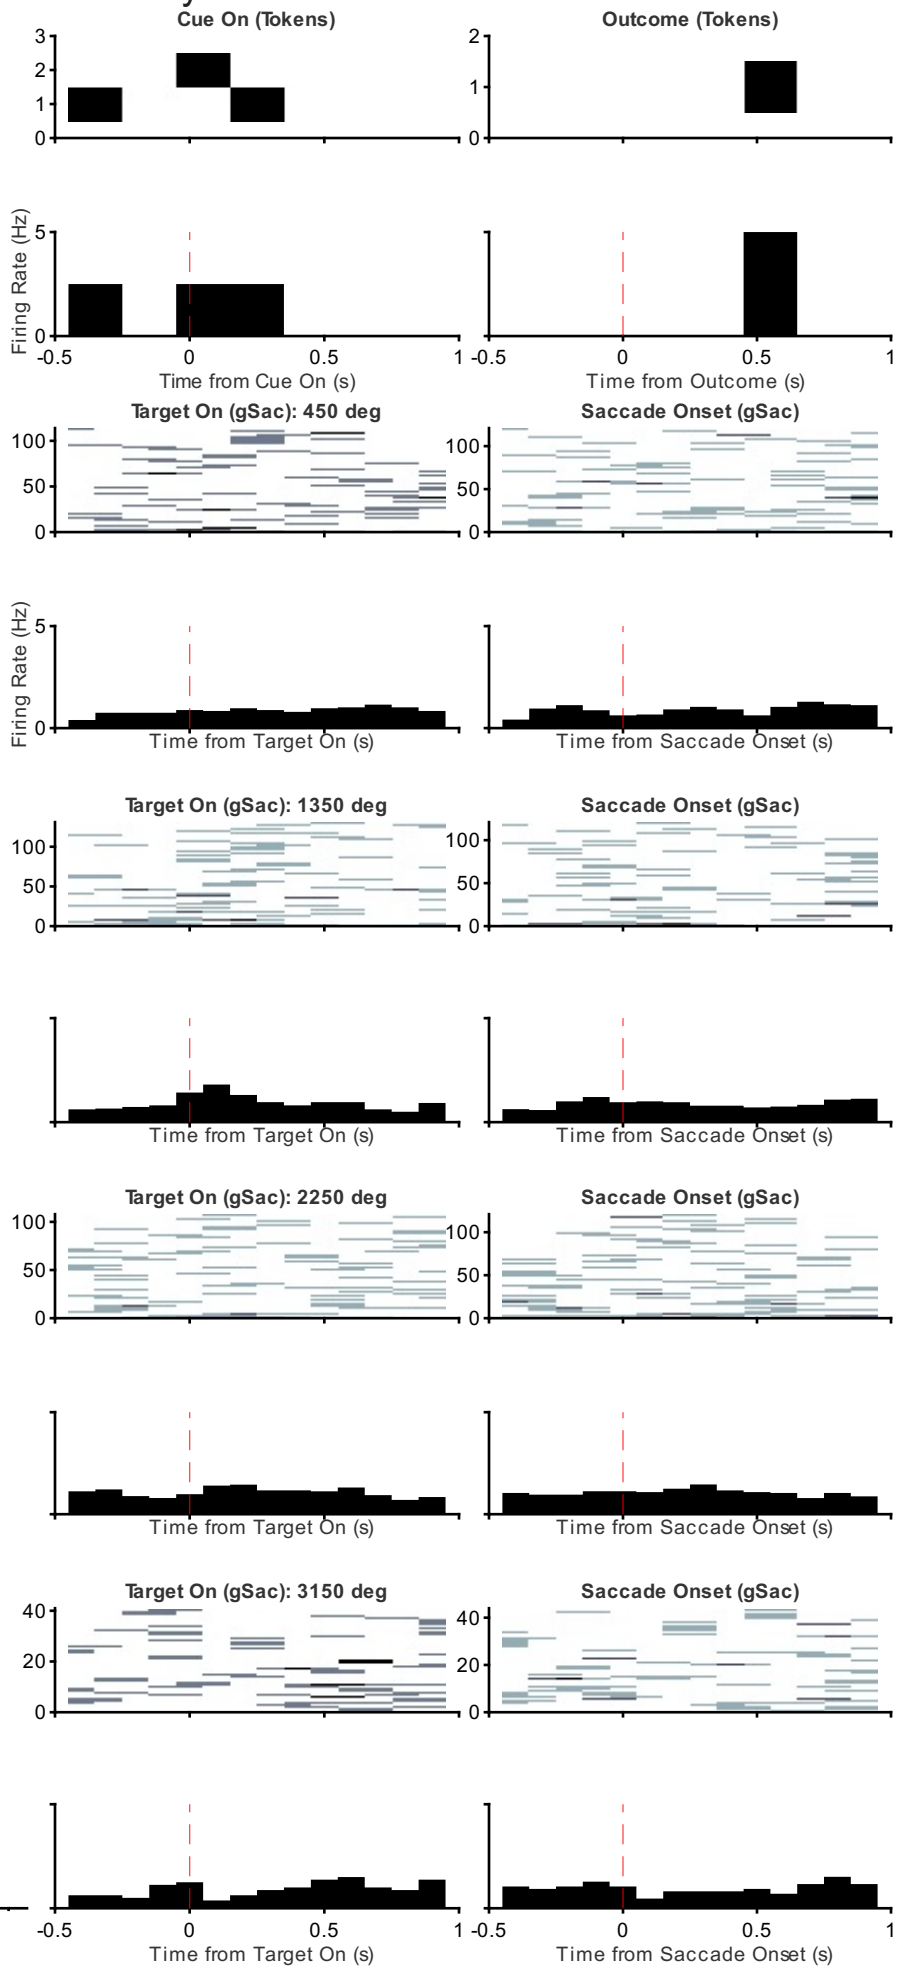 y
Cue On (Tokens) Outcome (Tokens)
3 2
2
1 1
0 0
Firing Rate (Hz)
5
0
-0.5 0 0.5 1 -0.5 0 0.5 1
Time from Cue On (s) Time from Outcome (s)
Target On (gSac): 450 deg Saccade Onset (gSac)
100 100
50 50
0 0
Firing Rate (Hz)
5
0
Time from Target On (s) Time from Saccade Onset (s)
Target On (gSac): 1350 deg Saccade Onset (gSac)
100 100
50 50
0 0
Time from Target On (s) Time from Saccade Onset (s)
Target On (gSac): 2250 deg Saccade Onset (gSac)
100 100
50 50
0 0
Time from Target On (s) Time from Saccade Onset (s)
Target On (gSac): 3150 deg Saccade Onset (gSac)
40 40
20 20
0 0
-0.5 0 0.5 1 -0.5 0 0.5 1
Time from Target On (s) Time from Saccade Onset (s)